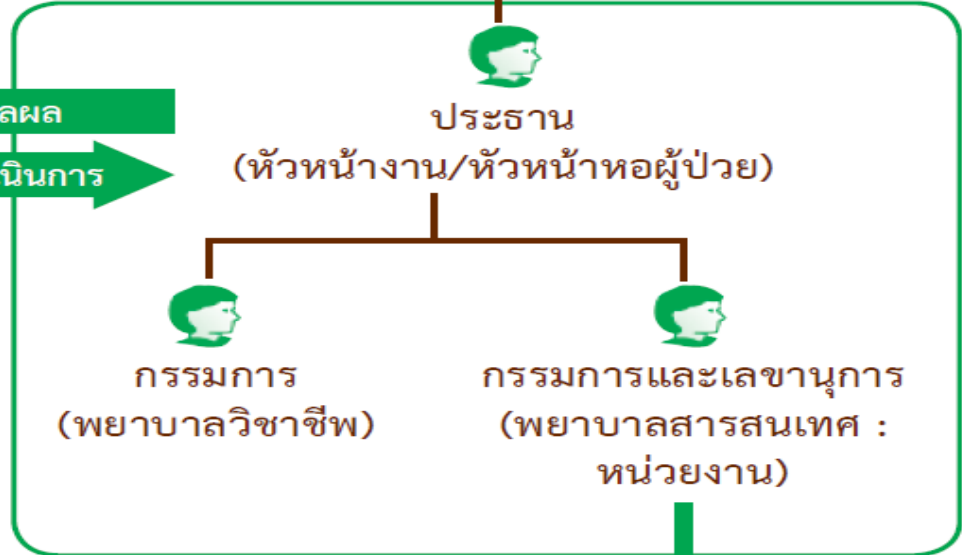 ลผล
นินการ
ประธาน
(หัวหน้างาน/หัวหน้าหอผู้ป่วย)
กรรมการ
(พยาบาลวิชาชีพ)
กรรมการและเลขานุการ
(พยาบาลสารสนเทศ :
หน่วยงาน)